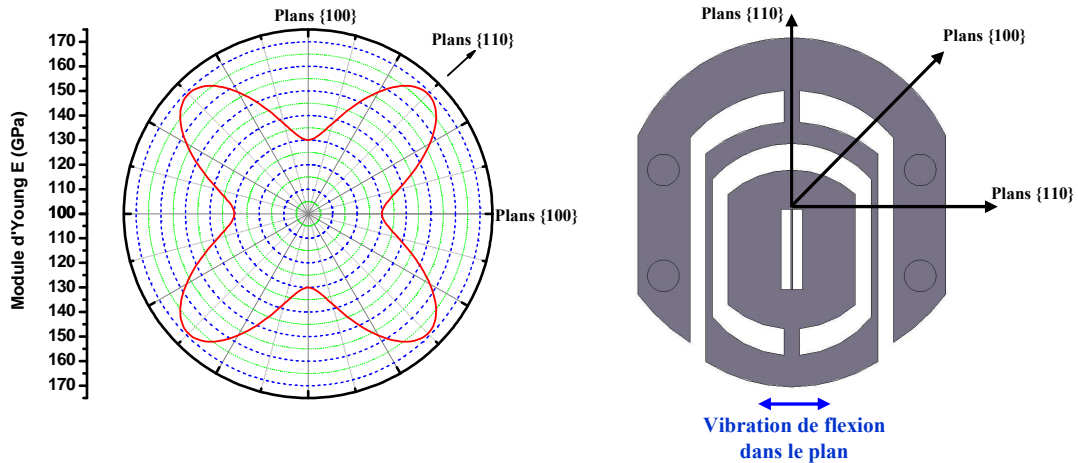 Plans {100}
Plans {110}
Module d'Young E (GPa)
170
160
150
140
130
120
110
100
110
120
130
140
150
160
170
Plans {100}
Plans {110}
Plans {100}
Plans {110}
Vibration de flexion
dans le plan